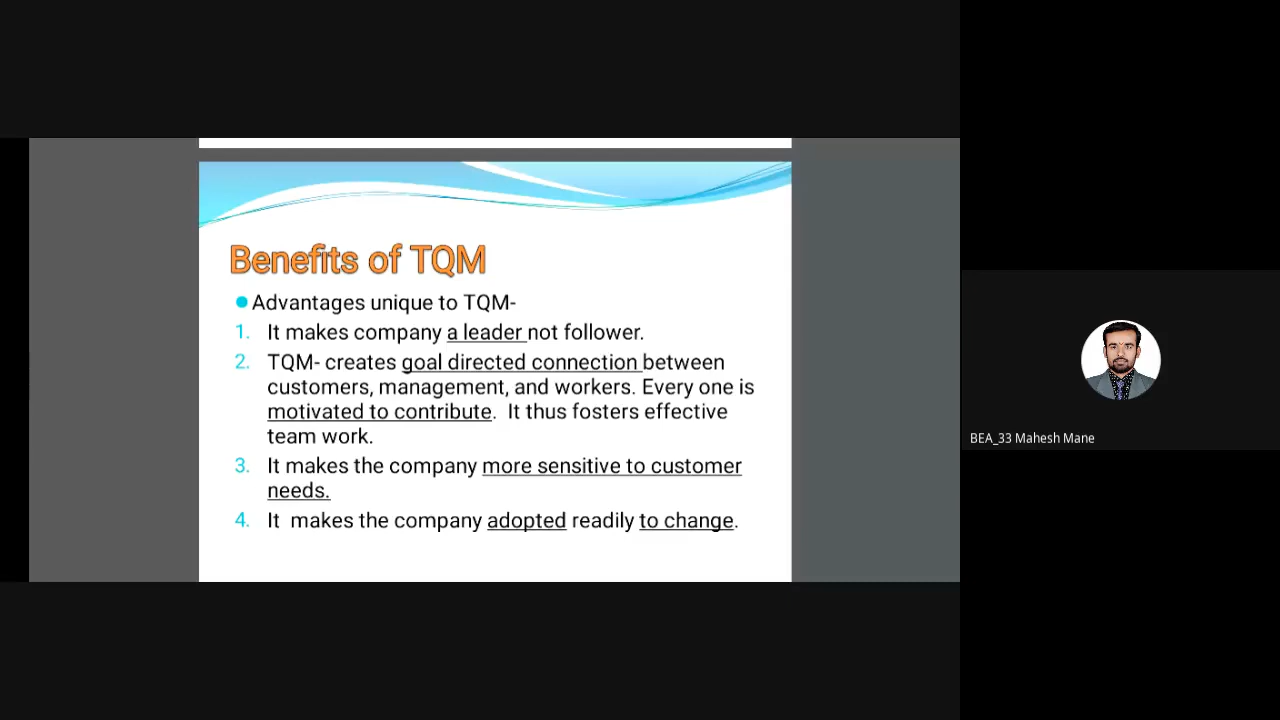 Benefits of TQM
Advantages unique to TQM-
1. It makes company a leader not follower.
2. TQM- creates goal directed connection between
customers, management, and workers. Every one is
motivated to contribute. It thus fosters effective
team work.
3. It makes the company more sensitive to customer
needs.
4. It makes the company adopted readily to change.
BEA_33 Mahesh Mane